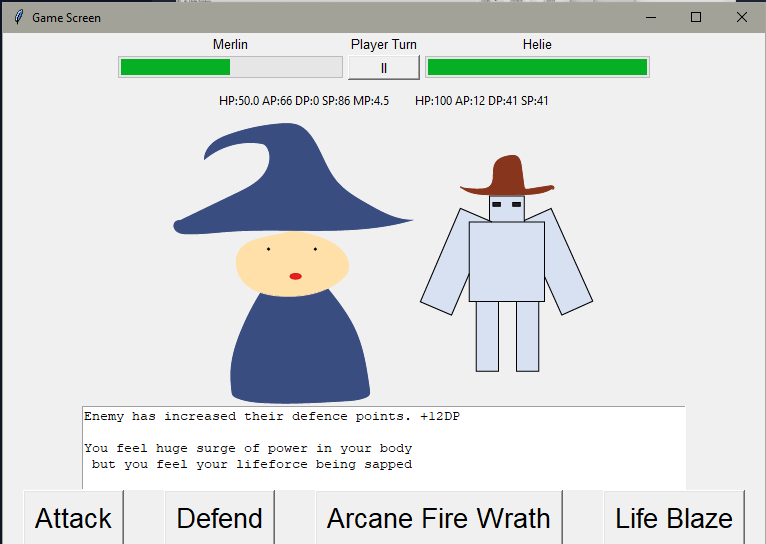 Game Screen
Merlin Player Turn Helie
II
HP:50.0 AP:66 DP:0 SP:86 MP:4.5 HP:100 AP:12 DP:41 SP:41
Enemy has increased their defence points. +12DP
You feel huge surge of power in your body
but you feel your lifeforce being sapped
Attack Defend Arcane Fire Wrath Life Blaze